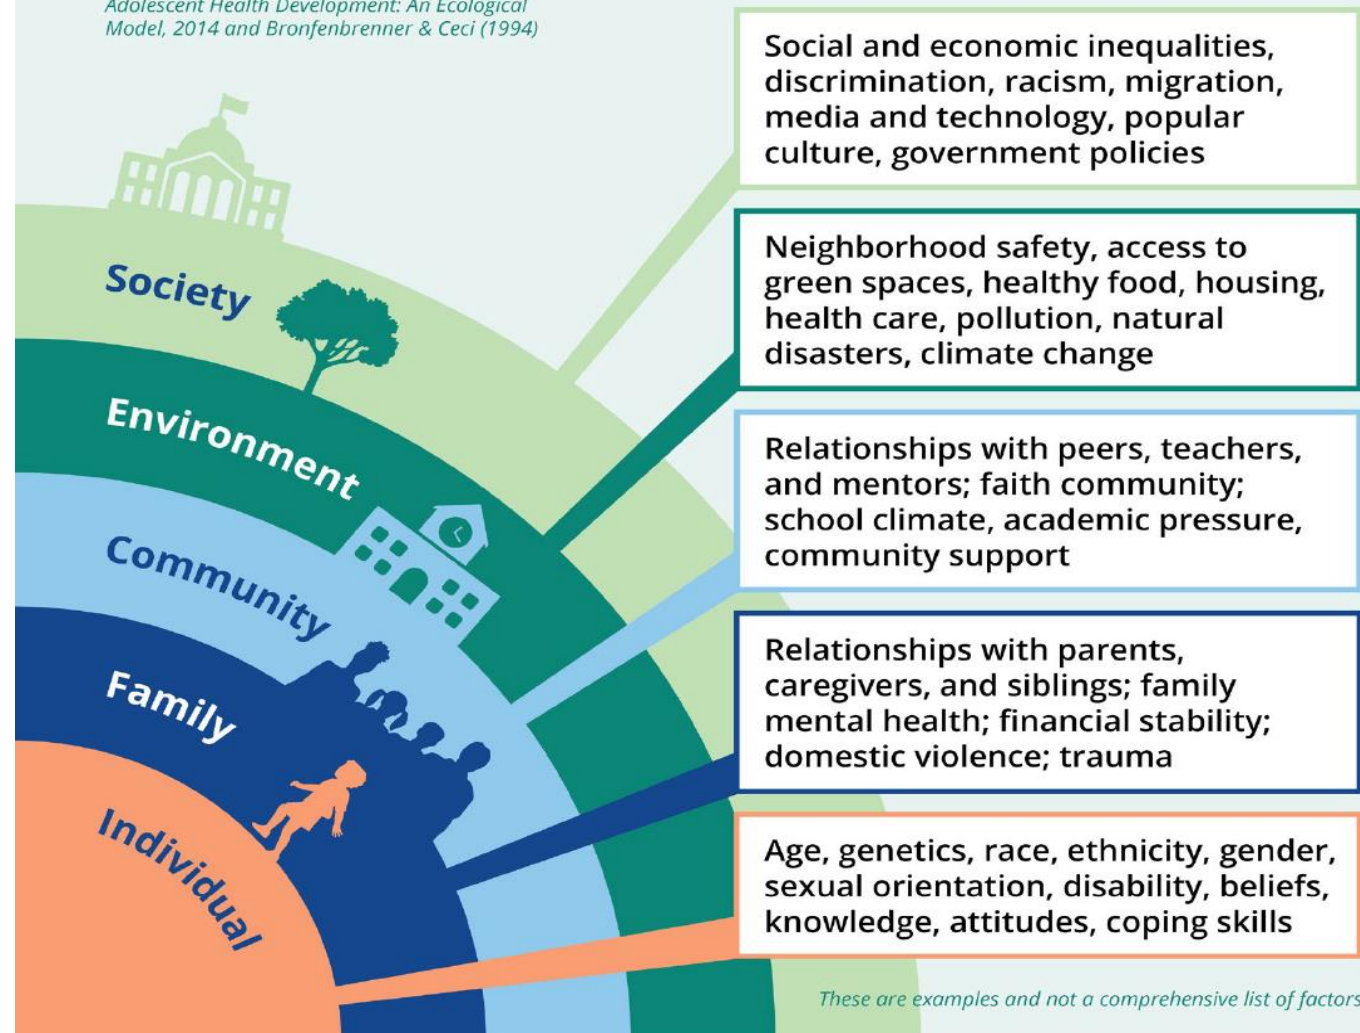 Adolescent Health Development: An Ecological
Model, 2014 and Bronfenbrenner & Ceci (1994)
Social and economic inequalities,
discrimination, racism, migration,
media and technology, popular
culture, government policies
Society
Neighborhood safety, access to
green spaces, healthy food, housing,
health care, pollution, natural
disasters, climate change
Environment
Relationships with peers, teachers,
and mentors; faith community;
school climate, academic pressure,
community support
Community
Relationships with parents,
caregivers, and siblings; family
mental health; financial stability;
domestic violence; trauma
Family
Age, genetics, race, ethnicity, gender,
sexual orientation, disability, beliefs,
knowledge, attitudes, coping skills
Individual
These are examples and not a comprehensive list of factors